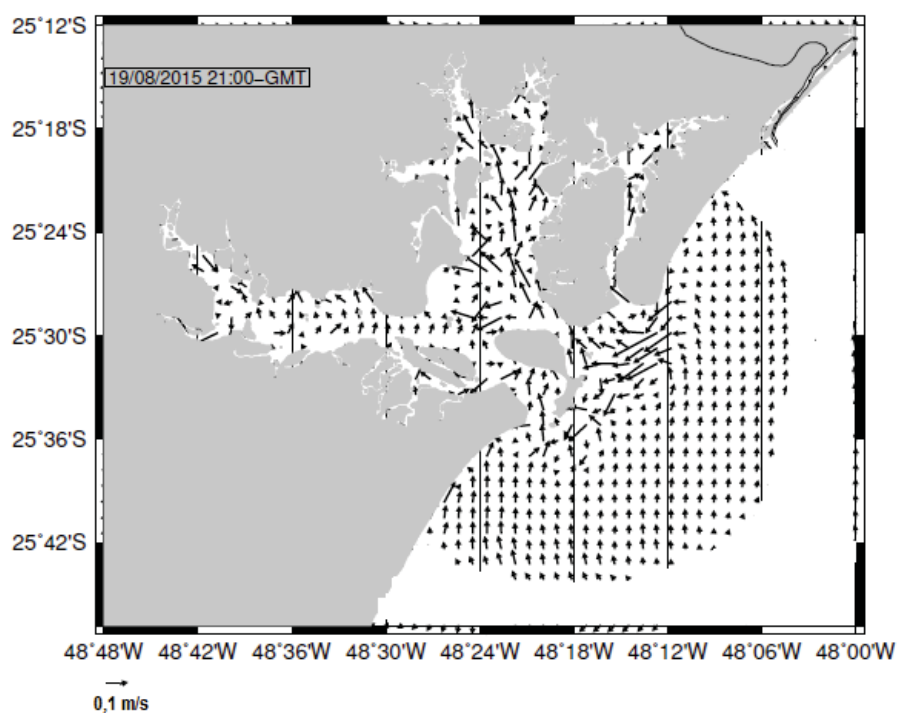 25˚12'S
19/08/2015 21:00−GMT
25˚18'S
25˚24'S
25˚30'S
25˚36'S
25˚42'S
48˚48'W 48˚42'W 48˚36'W 48˚30'W 48˚24'W 48˚18'W 48˚12'W 48˚06'W 48˚00'W
0,1 m/s